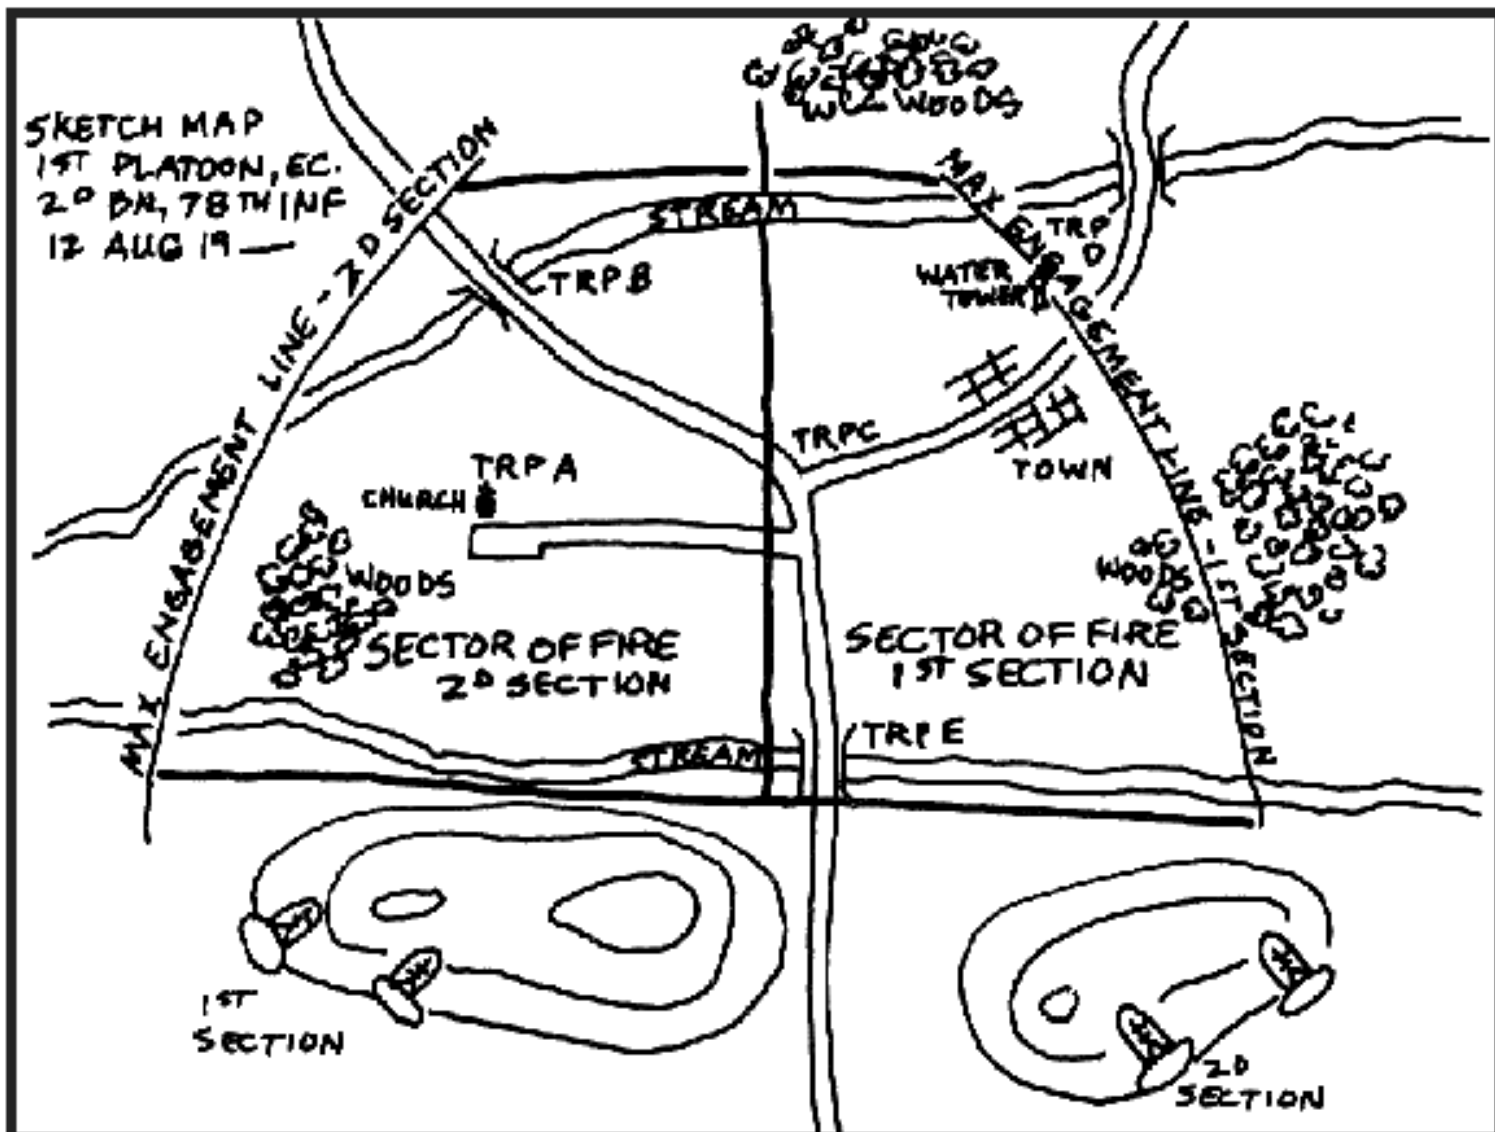 SKETCH MAP
1ST PLATOON, EC.
2D BN, 78TH INF
12 AUG 19—
WOODS
MAX ENGAGEMENT LINE - 2D SECTION
MAX ENGAGEMENT LINE - 1ST SECTION
STREAM
TRP D
TRP B
WATER
TOWER
TRP C
TRP A
CHURCH
TOWN
WOODS
WOODS
SECTOR OF FIRE
2D SECTION
SECTOR OF FIRE
1ST SECTION
TRP E
STREAM
1ST
SECTION
2D
SECTION